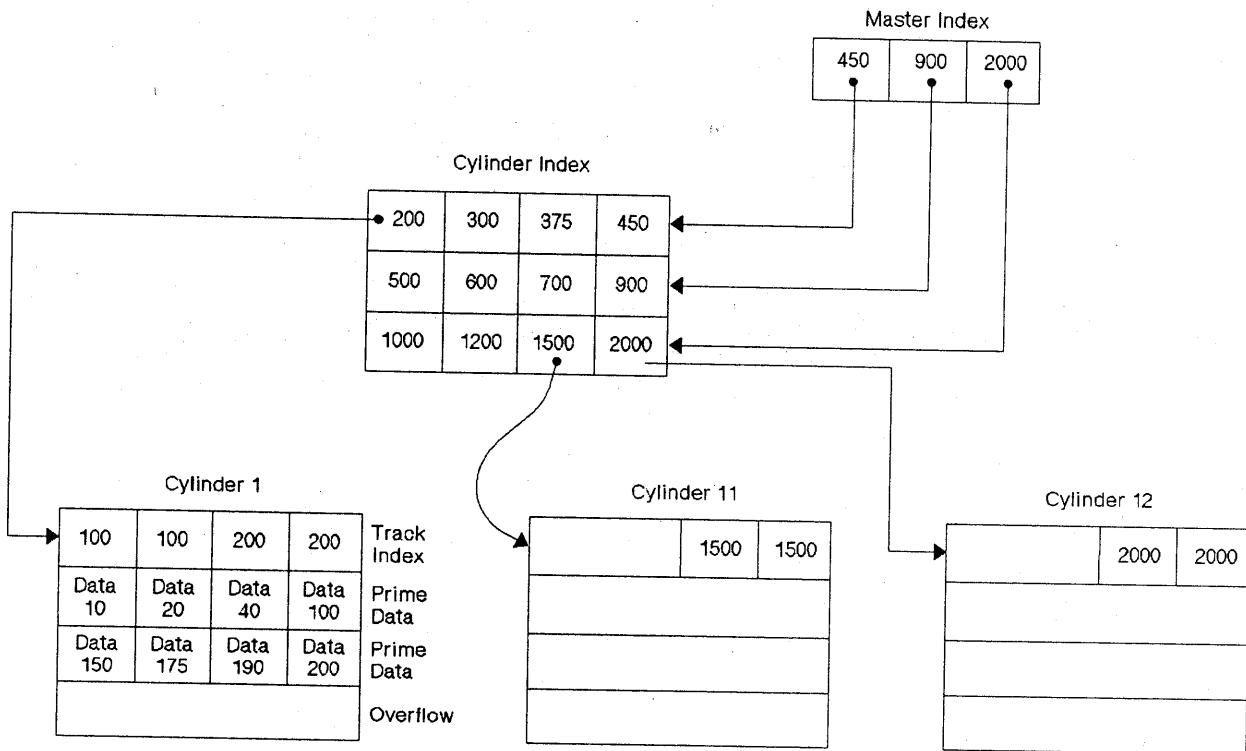 Master Index
450 900 2000
Cylinder Index
200 300 375 450
500 600 700 900
1000 1200 1500 2000
Cylinder 1
100 100 200 200
Track
Index
Data Data Data Data
10 20 40 100
Prime
Data
Data Data Data Data
150 175 190 200
Prime
Data
Overflow
Cylinder 11
1500 1500
Cylinder 12
2000 2000